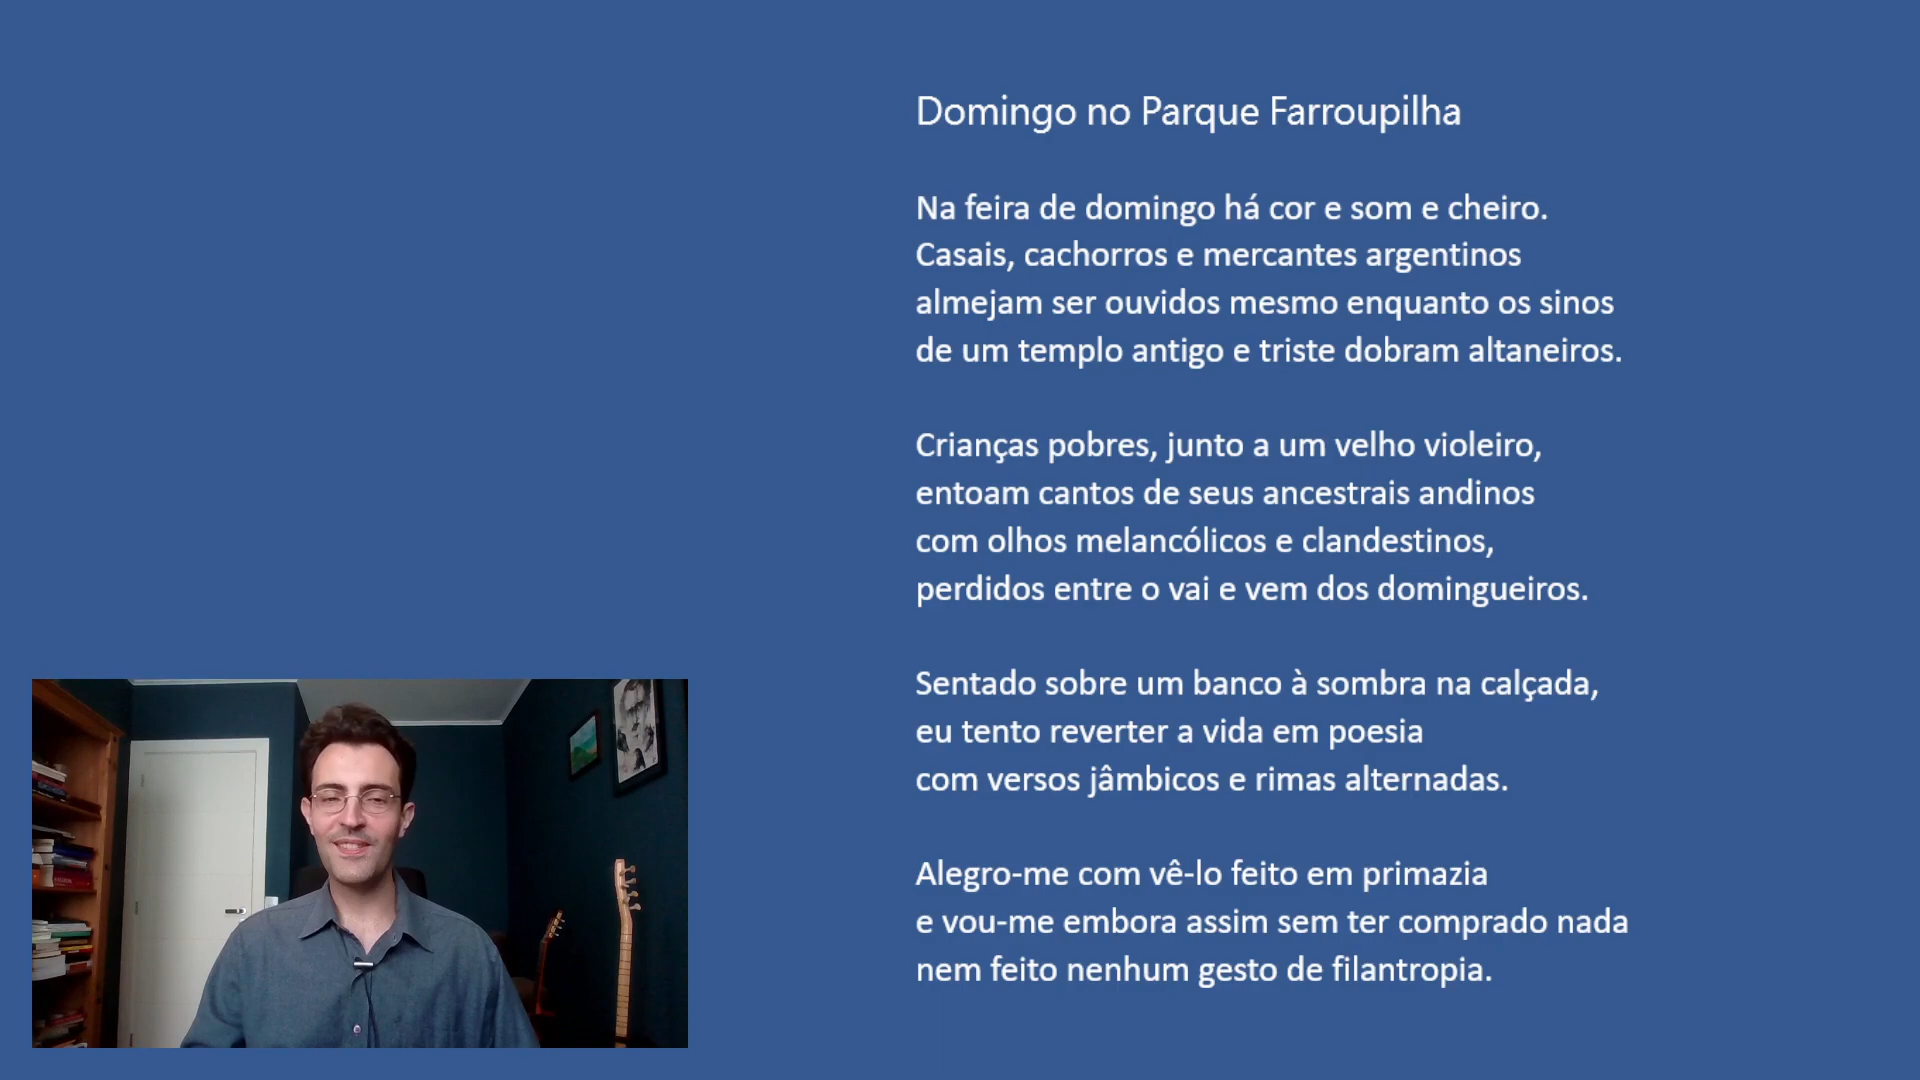 Domingo no Parque Farroupilha
Na feira de domingo há cor e som e cheiro.
Casais, cachorros e mercantes argentinos
almejam ser ouvidos mesmo enquanto os sinos
de um templo antigo e triste dobram altaneiros.
Crianças pobres, junto a um velho violeiro,
entoam cantos de seus ancestrais andinos
com olhos melancólicos e clandestinos,
perdidos entre o vai e vem dos domingueiros.
Sentado sobre um banco à sombra na calçada,
eu tento reverter a vida em poesia
com versos jâmbicos e rimas alternadas.
Alegro-me com vê-lo feito em primazia
e vou-me embora assim sem ter comprado nada
nem feito nenhum gesto de filantropia.